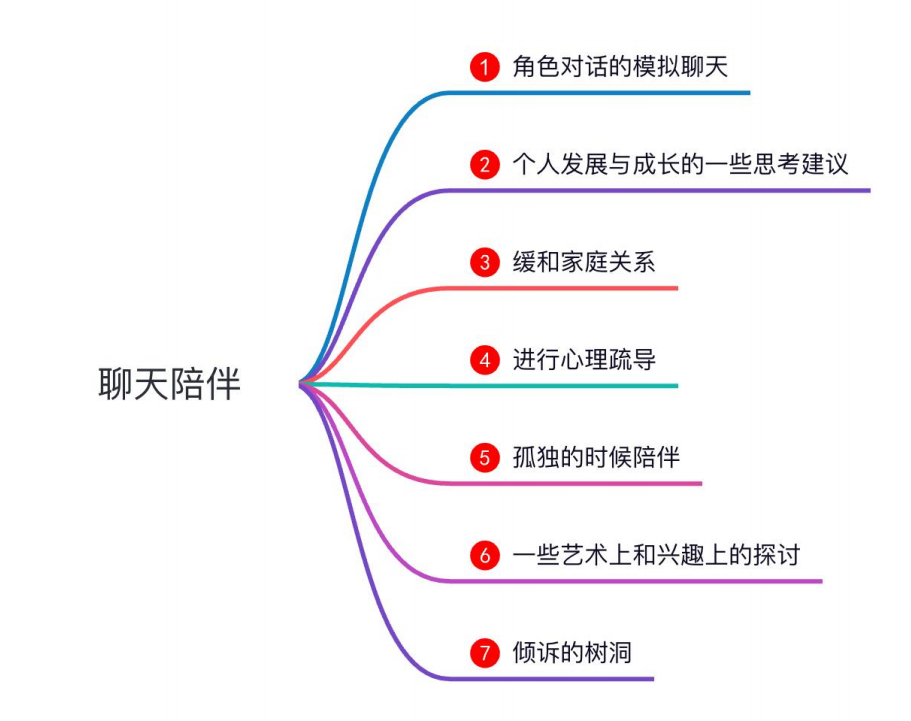 聊天陪伴
1 角色对话的模拟聊天
2 个人发展与成长的一些思考建议
3 缓和家庭关系
4 进行心理疏导
5 孤独的时候陪伴
6 一些艺术上和兴趣上的探讨
7 倾诉的树洞